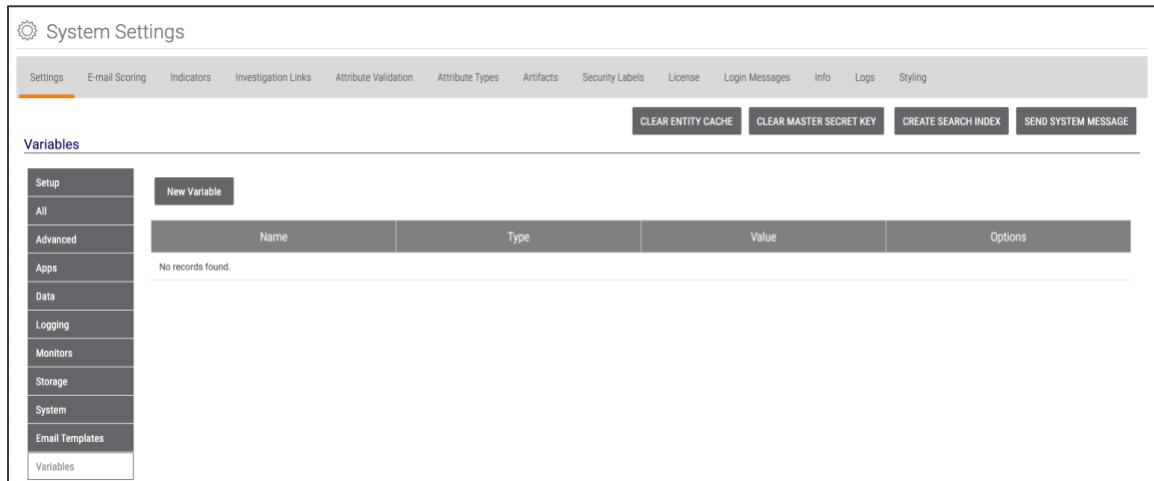 System Settings
Settings E-mail Scoring Indicators Investigation Links Attribute Validation Attribute Types Artifacts Security Labels License Login Messages Info Logs Styling
CLEAR ENTITY CACHE CLEAR MASTER SECRET KEY CREATE SEARCH INDEX SEND SYSTEM MESSAGE
Variables
Setup
New Variable
All
Advanced
Name Type Value Options
Apps
No records found.
Data
Logging
Monitors
Storage
System
Email Templates
Variables